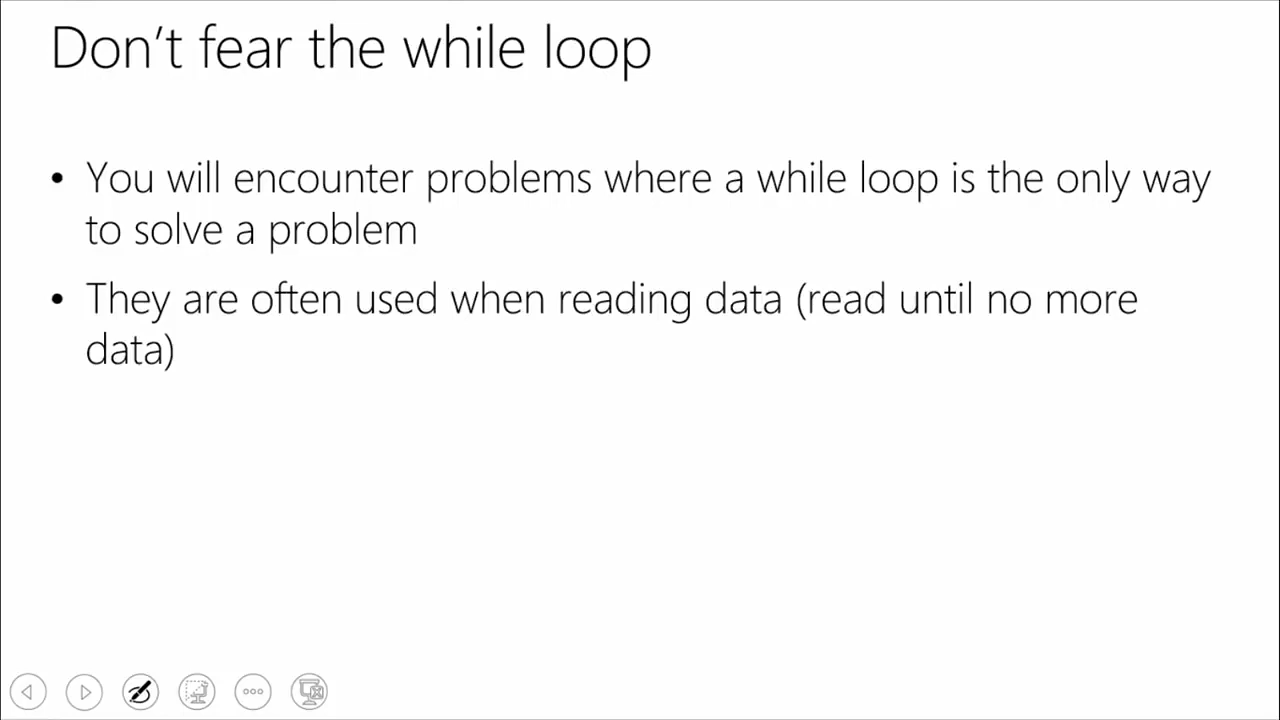 Don't fear the while loop
• You will encounter problems where a while loop is the only way
to solve a problem
• They are often used when reading data (read until no more
data)